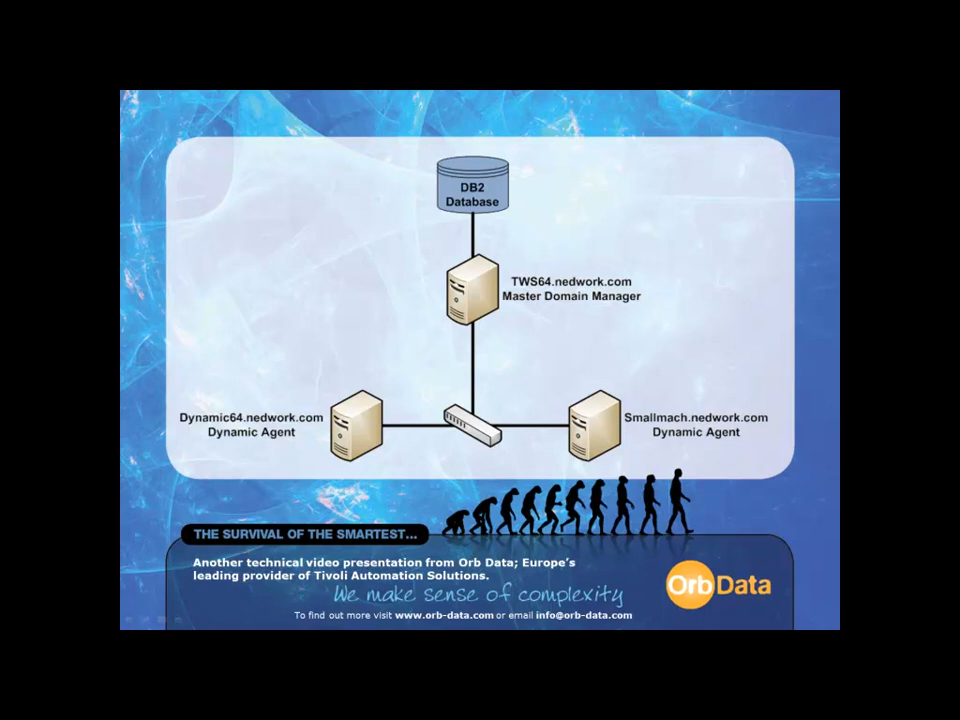 DB2
Database
TWS64.nedwork.com
Master Domain Manager
Dynamic64.nedwork.com
Dynamic Agent
Smallmach.nedwork.com
Dynamic Agent
THE SURVIVAL OF THE SMARTEST...
Another technical video presentation from Orb Data; Europe's
leading provider of Tivoli Automation Solutions.
We make sense of complexity
To find out more visit www.orb-data.com or email info@orb-data.com
OrbData